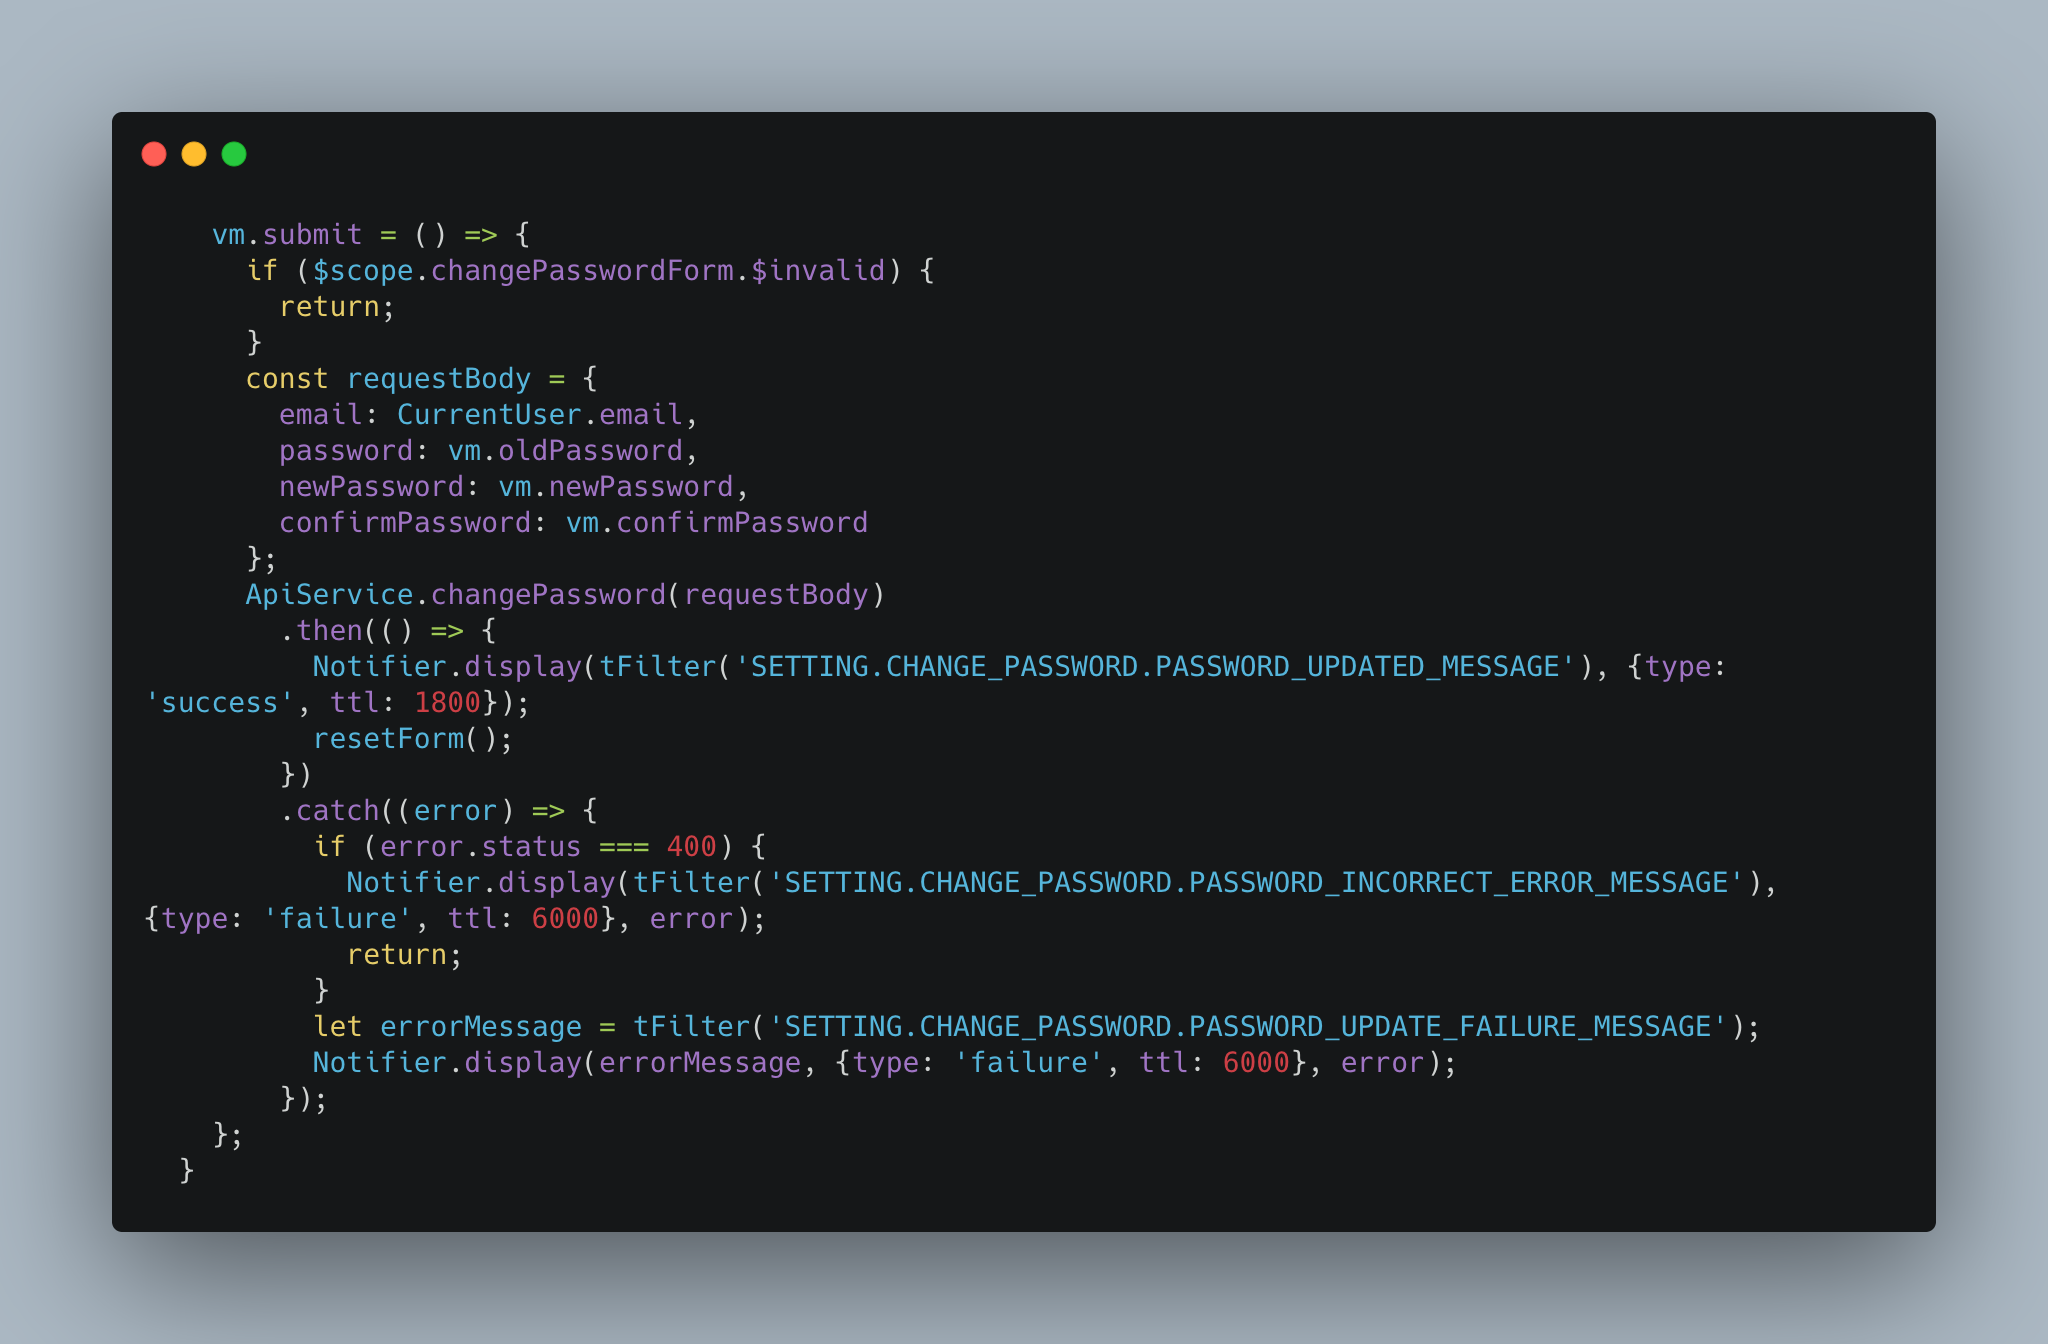 vm.submit = () => {
      if ($scope.changePasswordForm.$invalid) {
        return;
      }
      const requestBody = {
        email: CurrentUser.email,
        password: vm.oldPassword,
        newPassword: vm.newPassword,
        confirmPassword: vm.confirmPassword
      };
      ApiService.changePassword(requestBody)
        .then(() => {
          Notifier.display(tFilter('SETTING.CHANGE_PASSWORD.PASSWORD_UPDATED_MESSAGE'), {type:
'success', ttl: 1800});
          resetForm();
        })
        .catch((error) => {
          if (error.status === 400) {
            Notifier.display(tFilter('SETTING.CHANGE_PASSWORD.PASSWORD_INCORRECT_ERROR_MESSAGE'),
{type: 'failure', ttl: 6000}, error);
            return;
          }
          let errorMessage = tFilter('SETTING.CHANGE_PASSWORD.PASSWORD_UPDATE_FAILURE_MESSAGE');
          Notifier.display(errorMessage, {type: 'failure', ttl: 6000}, error);
        });
    };
  }